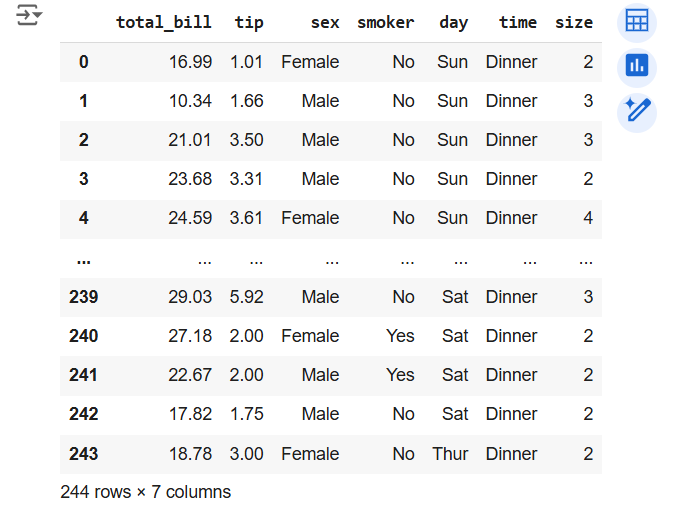 total_bill tip sex smoker day time size
0 16.99 1.01 Female No Sun Dinner 2
1 10.34 1.66 Male No Sun Dinner 3
2 21.01 3.50 Male No Sun Dinner 3
3 23.68 3.31 Male No Sun Dinner 2
4 24.59 3.61 Female No Sun Dinner 4
... ... ... ... ... ... ... ...
239 29.03 5.92 Male No Sat Dinner 3
240 27.18 2.00 Female Yes Sat Dinner 2
241 22.67 2.00 Male Yes Sat Dinner 2
242 17.82 1.75 Male No Sat Dinner 2
243 18.78 3.00 Female No Thur Dinner 2
244 rows × 7 columns